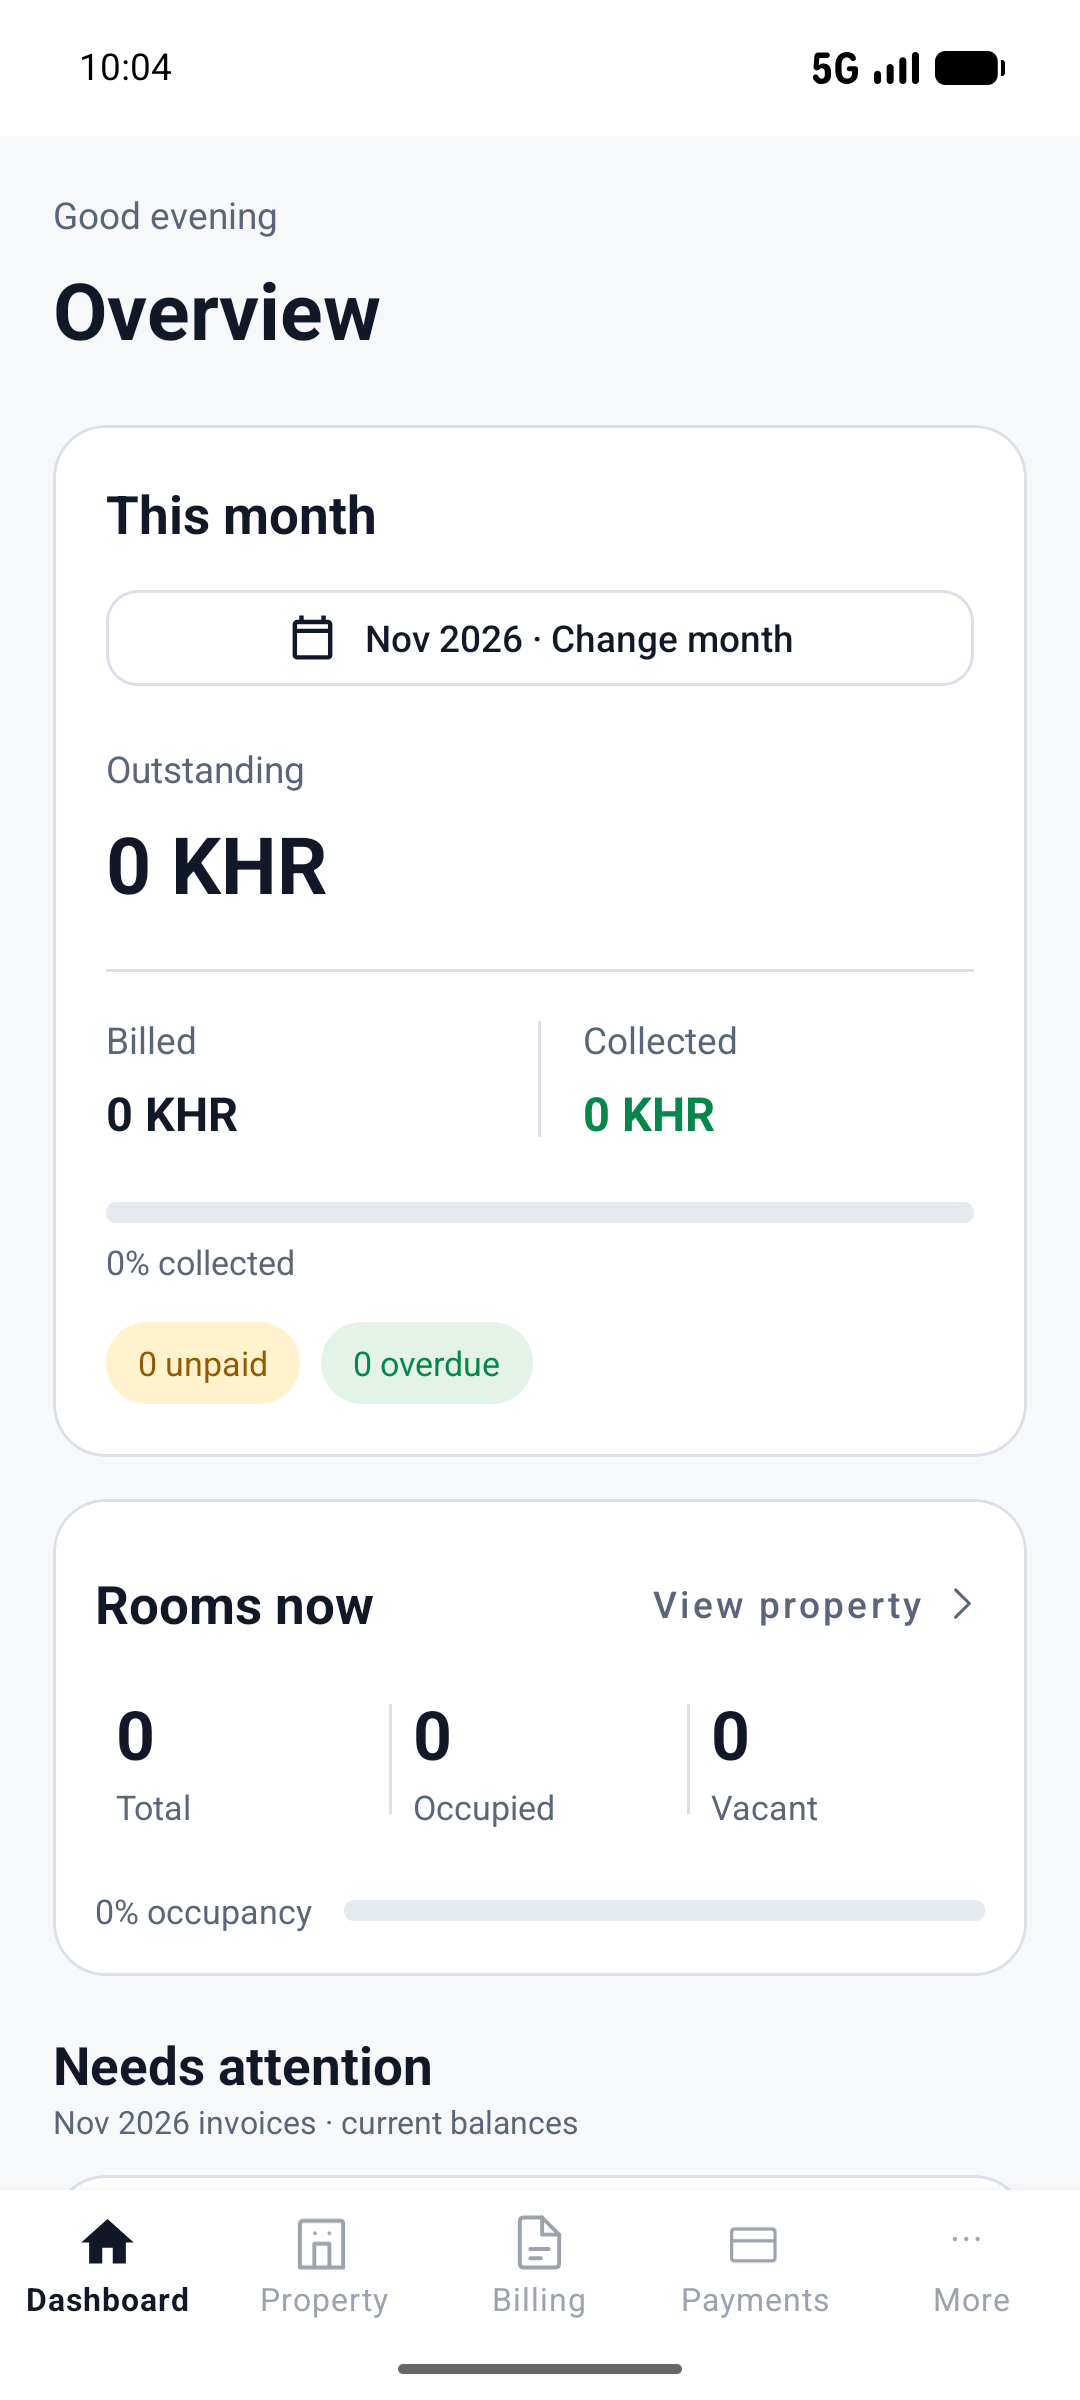 10:04
5G
Good evening
Overview
This month
Nov 2026 · Change month
Outstanding
0 KHR
Billed
Collected
0 KHR
0 KHR
0% collected
0 unpaid
0 overdue
Rooms now
View property
0
0
0
Total
Occupied
Vacant
0% occupancy
Needs attention
Nov 2026 invoices · current balances
Dashboard
Property
Billing
Payments
More